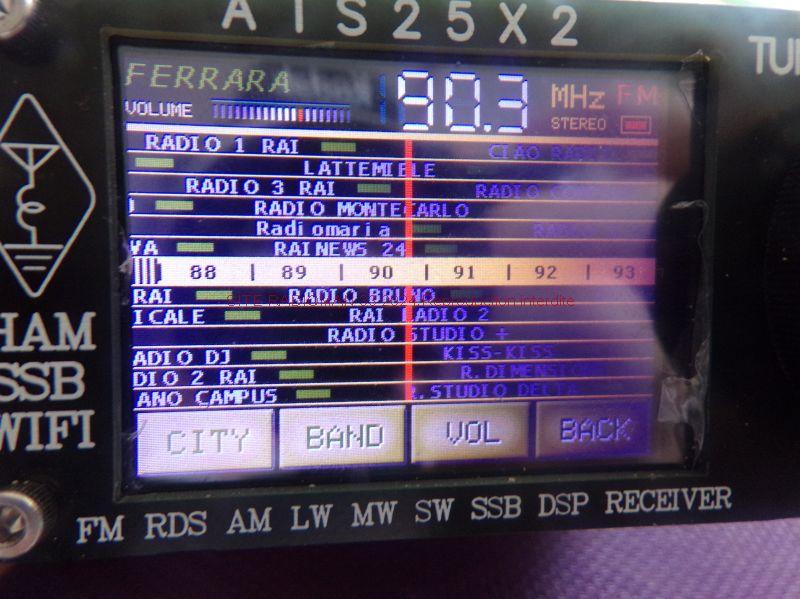 ATS25X2
TU
FERRARA
90.3 MHz FM
VOLUME
STEREO
RADIO 1 RAI
CIAO RA
LATTEMIELE
RADIO 3 RAI RADIO
RADIO MONTECARLO
Radiomaria
VA RAINEWS 24
88 | 89 | 90 | 91 | 92 | 93
RAI RADIO BRUNO
ICALE RAI RADIO 2
RADIO STUDIO +
ADIO DJ KISS-KISS
DIO 2 RAI R.DIMENSIO
ANO CAMPUS R.STUDIO DELTA
CITY BAND VOL BACK
HAM
SSB
WIFI
FM RDS AM LW MW SW SSB DSP RECEIVER